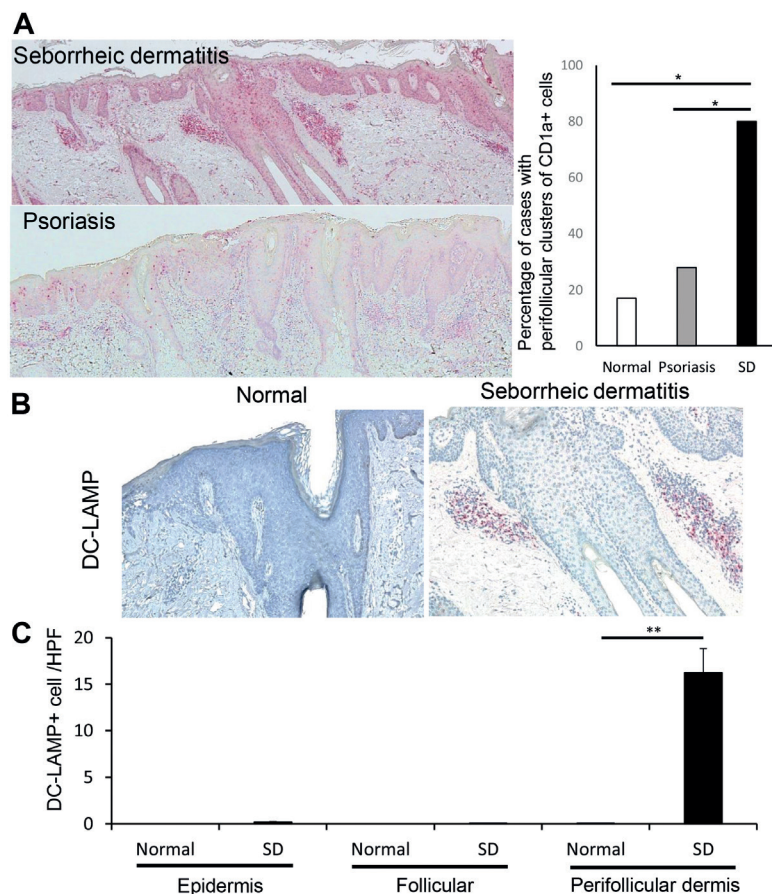 A
Seborrheic dermatitis
Psoriasis
Percentage of cases with
perifollicular clusters of CD1a+ cells
100
80
60
40
20
0
*
*
Normal Psoriasis SD
B
Normal Seborrheic dermatitis
DC-LAMP
C
DC-LAMP+ cell /HPF
20
15
10
5
0
**
Normal SD Normal SD Normal SD
Epidermis Follicular Perifollicular dermis